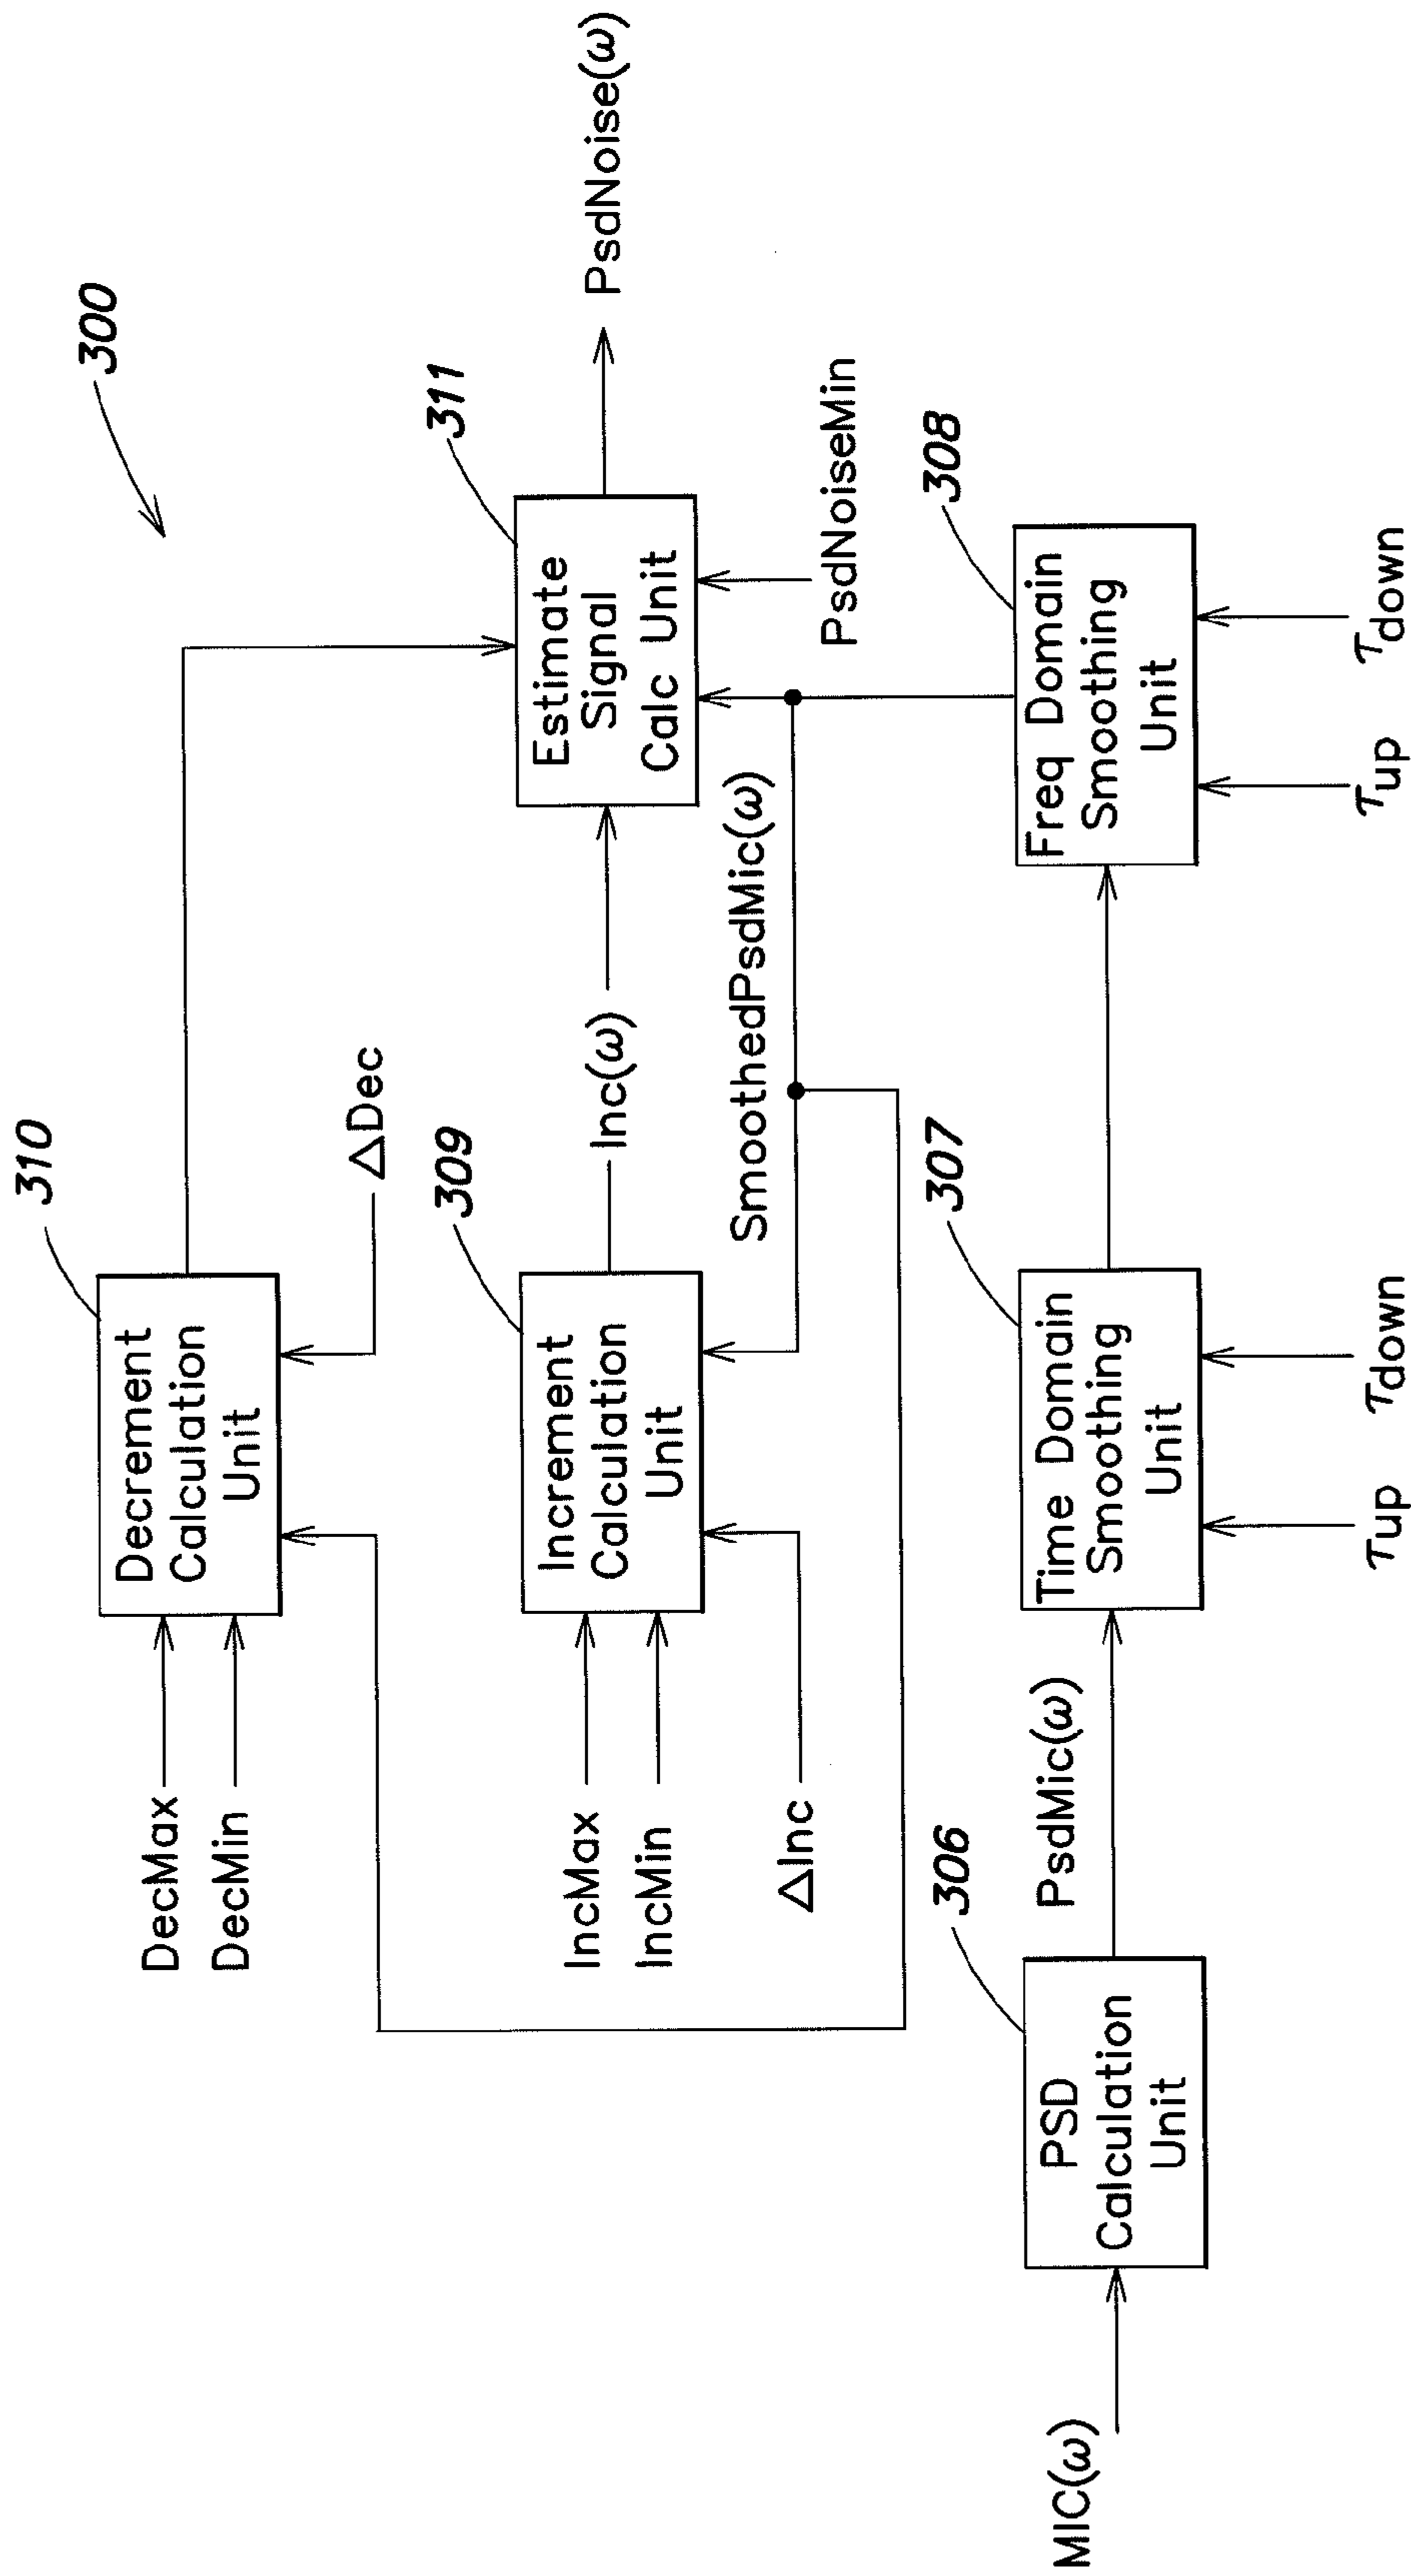 300
310
DecMax
DecMin
Decrement
Calculation
Unit
ΔDec
311
309
IncMax
IncMin
Increment
Calculation
Unit
Inc(ω)
Estimate
Signal
Calc Unit
PsdNoise(ω)
ΔInc
SmoothedPsdMic(ω)
PsdNoiseMin
306
307
308
MIC(ω)
PSD
Calculation
Unit
PsdMic(ω)
Time Domain
Smoothing
Unit
Freq Domain
Smoothing
Unit
τup
τdown
τup
τdown